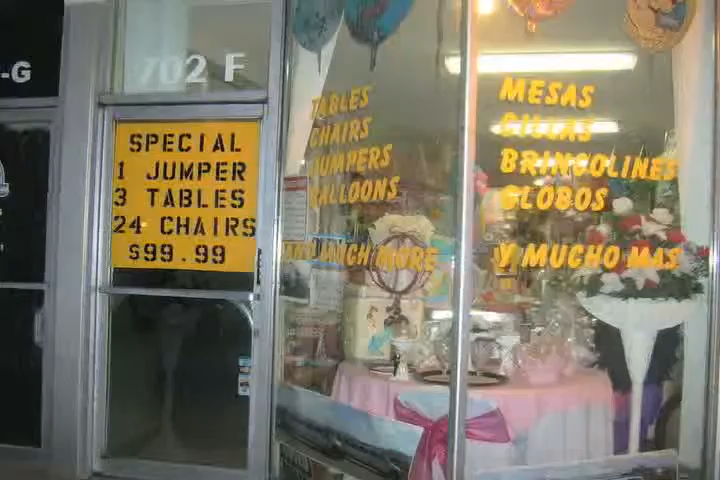 -G
702 F
SPECIAL
1 JUMPER
3 TABLES
24 CHAIRS
$99.99
TABLES
CHAIRS
JUMPERS
BALLOONS
AND MUCH MORE
MESAS
SILLAS
BRINCOLINES
GLOBOS
Y MUCHO MAS